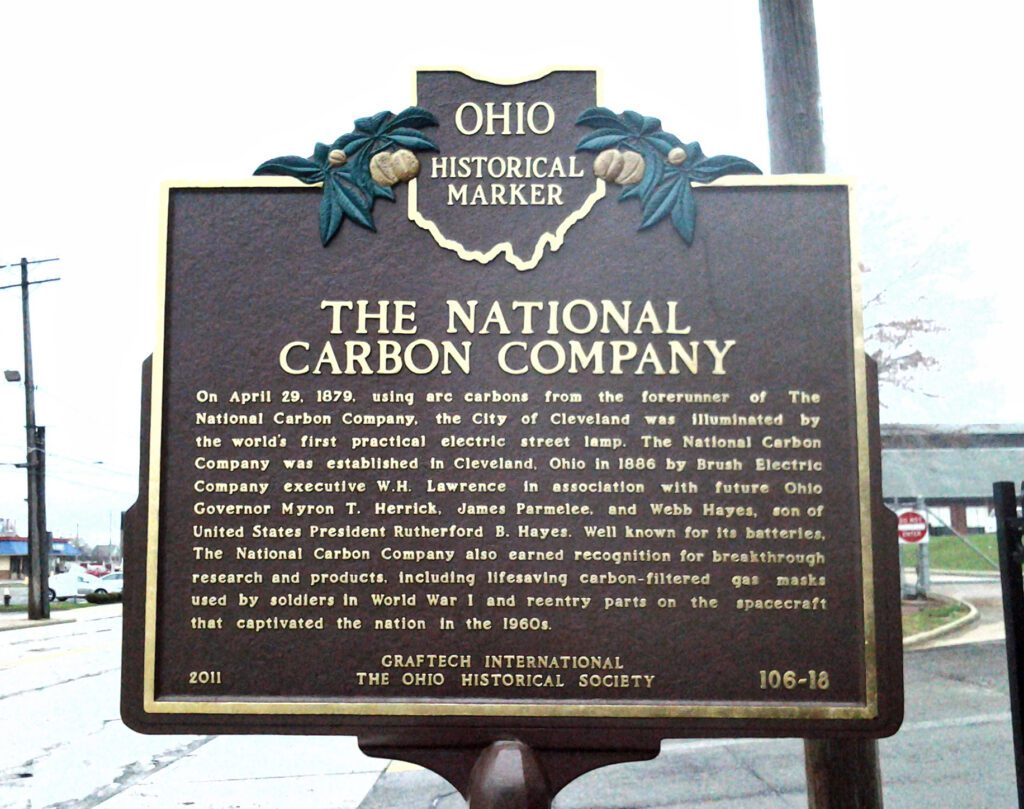 OHIO
HISTORICAL
MARKER
THE NATIONAL
CARBON COMPANY
On April 29, 1879, using arc carbons from the forerunner of The
National Carbon Company, the City of Cleveland was illuminated by
the world's first practical electric street lamp. The National Carbon
Company was established in Cleveland, Ohio in 1886 by Brush Electric
Company executive W.H. Lawrence in association with future Ohio
Governor Myron T. Herrick, James Parmelee, and Webb Hayes, son of
United States President Rutherford B. Hayes. Well known for its batteries,
The National Carbon Company also earned recognition for breakthrough
research and products, including lifesaving carbon-filtered gas masks
used by soldiers in World War I and reentry parts on the spacecraft
that captivated the nation in the 1960s.
GRAFTECH INTERNATIONAL
2011 THE OHIO HISTORICAL SOCIETY 106-18
DO NOT
ENTER